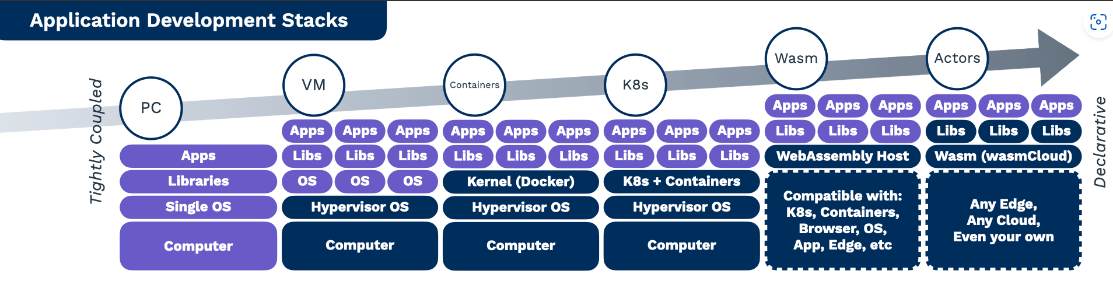 Application Development Stacks
Tightly Coupled
PC
Apps
Libraries
Single OS
Computer
VM
Apps Apps Apps
Libs Libs Libs
OS OS OS
Hypervisor OS
Computer
Containers
Apps Apps Apps
Libs Libs Libs
Kernel (Docker)
Hypervisor OS
Computer
K8s
Apps Apps Apps
Libs Libs Libs
K8s + Containers
Hypervisor OS
Computer
Wasm
Apps Apps Apps
Libs Libs Libs
WebAssembly Host
Compatible with:
K8s, Containers,
Browser, OS,
App, Edge, etc
Actors
Apps Apps Apps
Libs Libs Libs
Wasm (wasmCloud)
Any Edge,
Any Cloud,
Even your own
Declarative